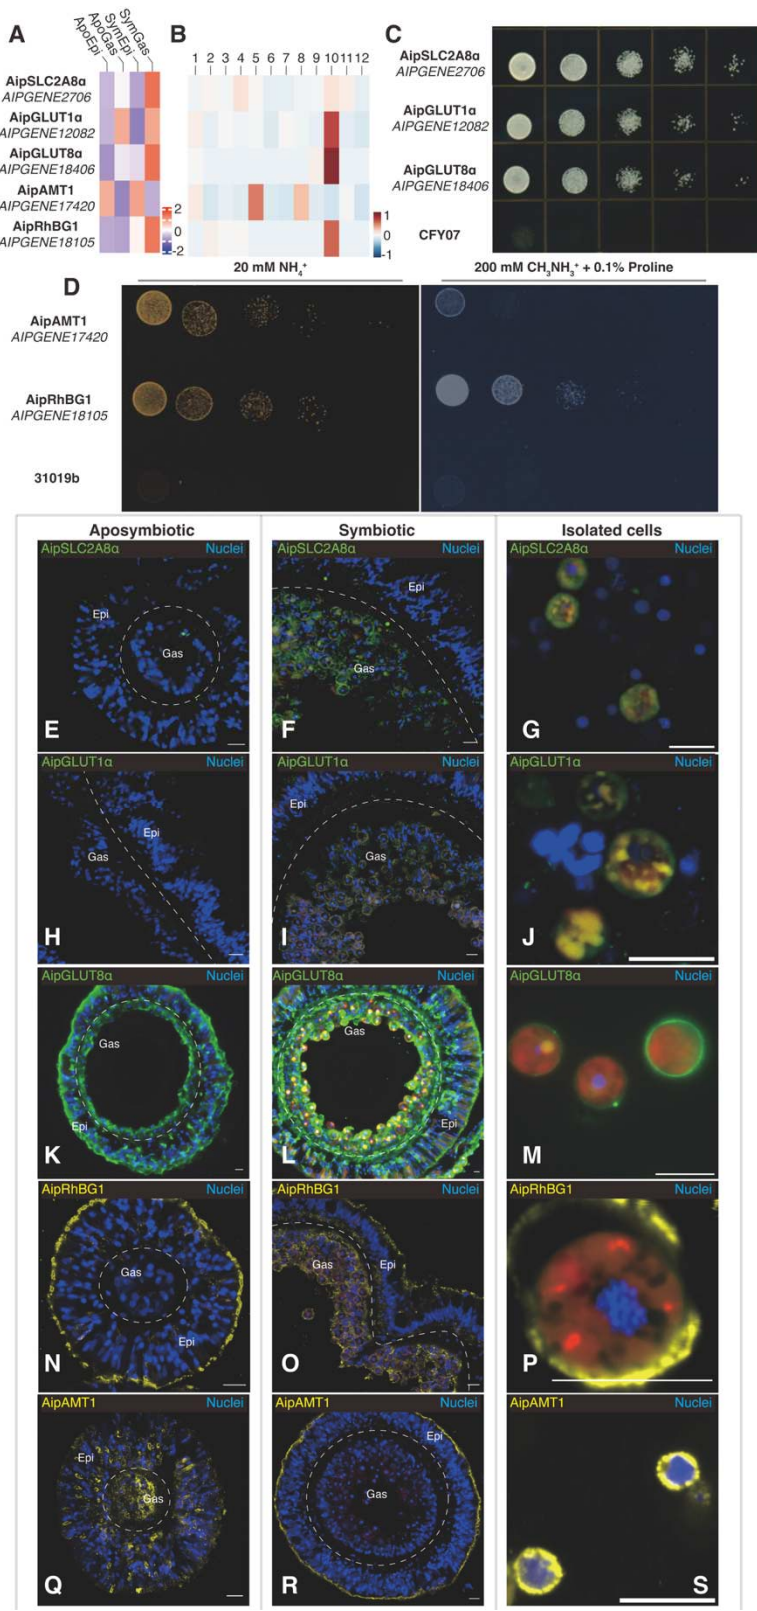 A
ApoEpi
ApoGas
SymEpi
SymGas
AipSLC2A8α
AIPGENE2706
AipGLUT1α
AIPGENE12082
AipGLUT8α
AIPGENE18406
AipAMT1
AIPGENE17420
AipRhBG1
AIPGENE18105
2
0
-2
B
1 2 3 4 5 6 7 8 9 10 11 12
1
0
-1
C
AipSLC2A8α
AIPGENE2706
AipGLUT1α
AIPGENE12082
AipGLUT8α
AIPGENE18406
CFY07
D
20 mM NH₄⁺
200 mM CH₃NH₃⁺ + 0.1% Proline
AipAMT1
AIPGENE17420
AipRhBG1
AIPGENE18105
31019b
Aposymbiotic
Symbiotic
Isolated cells
AipSLC2A8α Nuclei
Epi
Gas
E
AipSLC2A8α Nuclei
Epi
Gas
F
AipSLC2A8α Nuclei
G
AipGLUT1α Nuclei
Epi
Gas
H
AipGLUT1α Nuclei
Epi
Gas
I
AipGLUT1α Nuclei
J
AipGLUT8α Nuclei
Gas
Epi
K
AipGLUT8α Nuclei
Gas
Epi
L
AipGLUT8α Nuclei
M
AipRhBG1 Nuclei
Gas
Epi
N
AipRhBG1 Nuclei
Gas
Epi
O
AipRhBG1 Nuclei
P
AipAMT1 Nuclei
Epi
Gas
Q
AipAMT1 Nuclei
Epi
Gas
R
AipAMT1 Nuclei
S